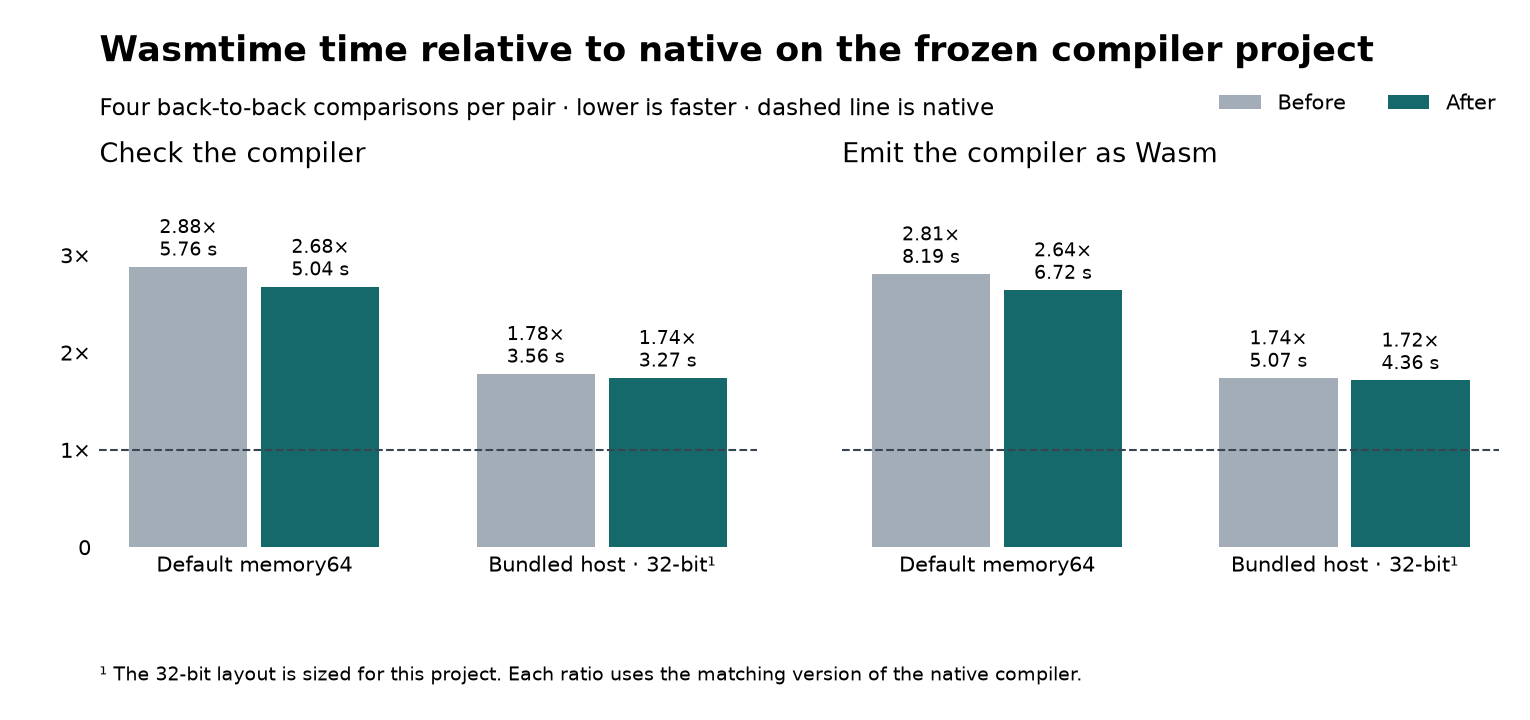 Wasmtime time relative to native on the frozen compiler project
Four back-to-back comparisons per pair · lower is faster · dashed line is native
Before
After
Check the compiler
2.88×
5.76 s
2.68×
5.04 s
1.78×
3.56 s
1.74×
3.27 s
3×
2×
1×
0
Default memory64
Bundled host · 32-bit¹
Emit the compiler as Wasm
2.81×
8.19 s
2.64×
6.72 s
1.74×
5.07 s
1.72×
4.36 s
Default memory64
Bundled host · 32-bit¹
¹ The 32-bit layout is sized for this project. Each ratio uses the matching version of the native compiler.